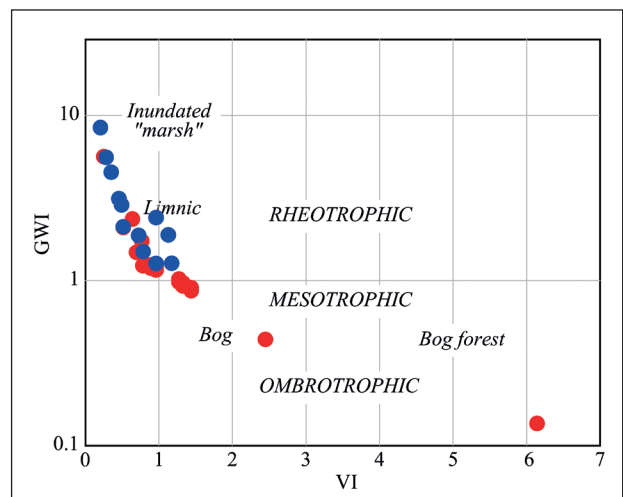 10
Inundated
"marsh"
Limnic
RHEOTROPHIC
GWI
1
MESOTROPHIC
Bog
Bog forest
OMBROTROPHIC
0.1
0 1 2 3 4 5 6 7
VI